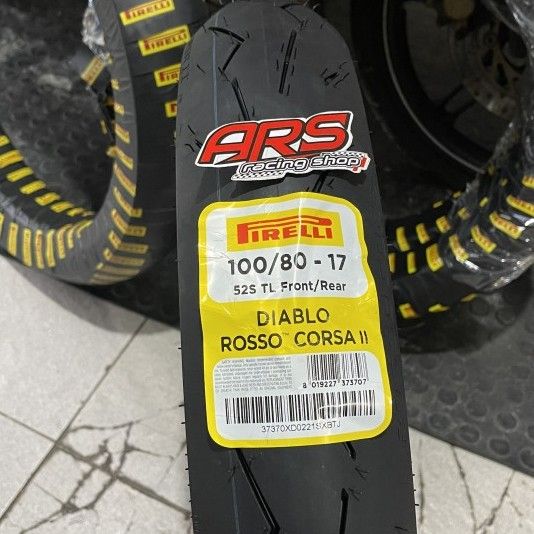 PIRELLI
ARS
racing shop
PIRELLI
100/80 - 17
52S TL Front/Rear
DIABLO
ROSSO™ CORSA II
8 019227 373707
37370XD0221SXBTJ